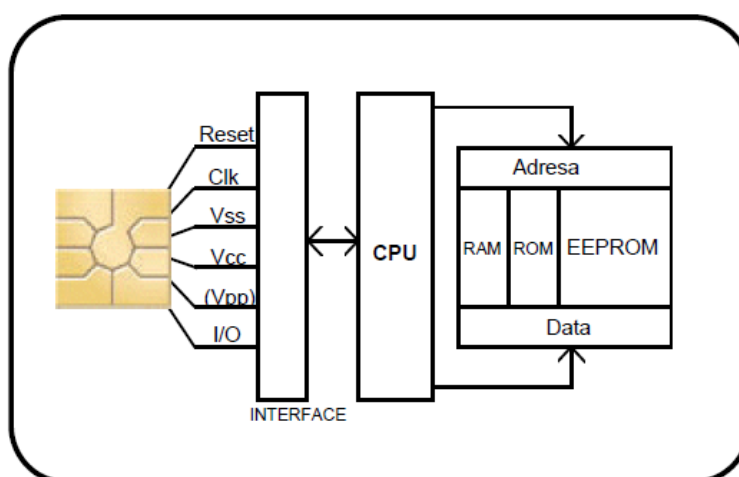 Reset
Clk
Vss
Vcc
(Vpp)
I/O
INTERFACE
CPU
Adresa
RAM
ROM
EEPROM
Data